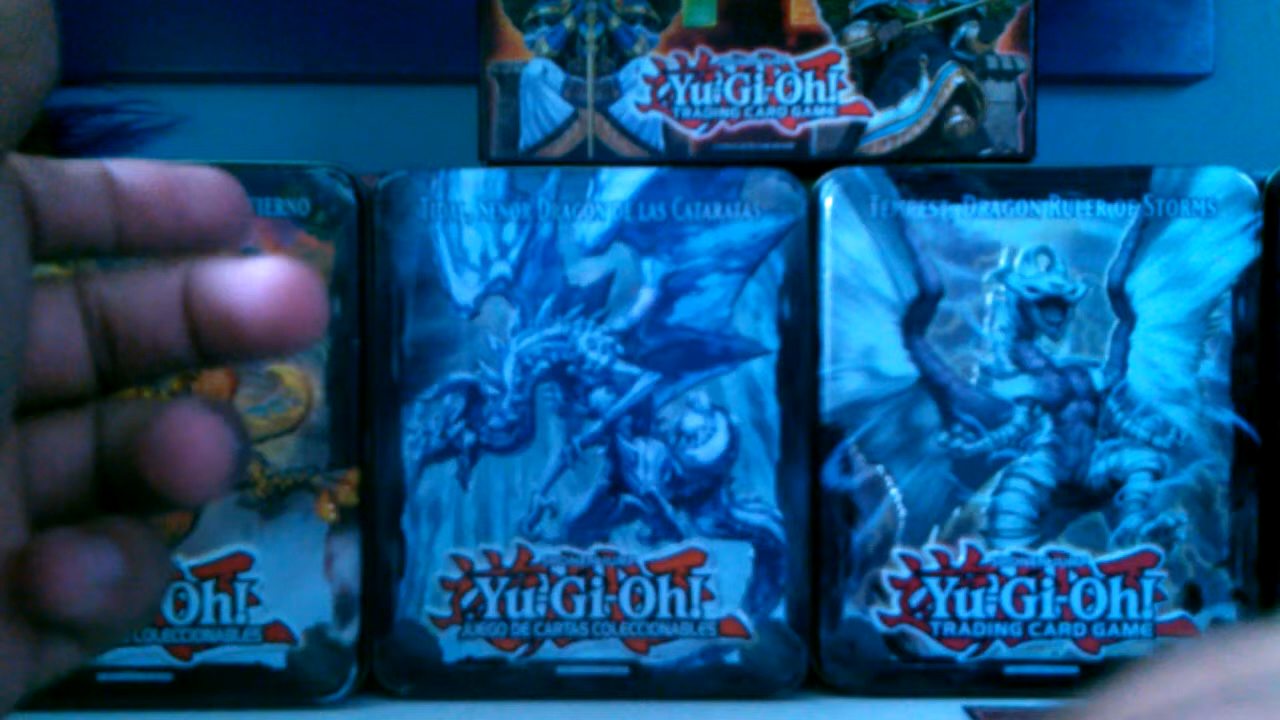 Yu-Gi-Oh!
TRADING CARD GAME
TIDAL, SEÑOR DRAGÓN DE LAS CATARATAS
Yu-Gi-Oh!
JUEGO DE CARTAS COLECCIONABLES
TEMPEST, DRAGON RULER OF STORMS
Yu-Gi-Oh!
TRADING CARD GAME
Oh!
COLECCIONABLES